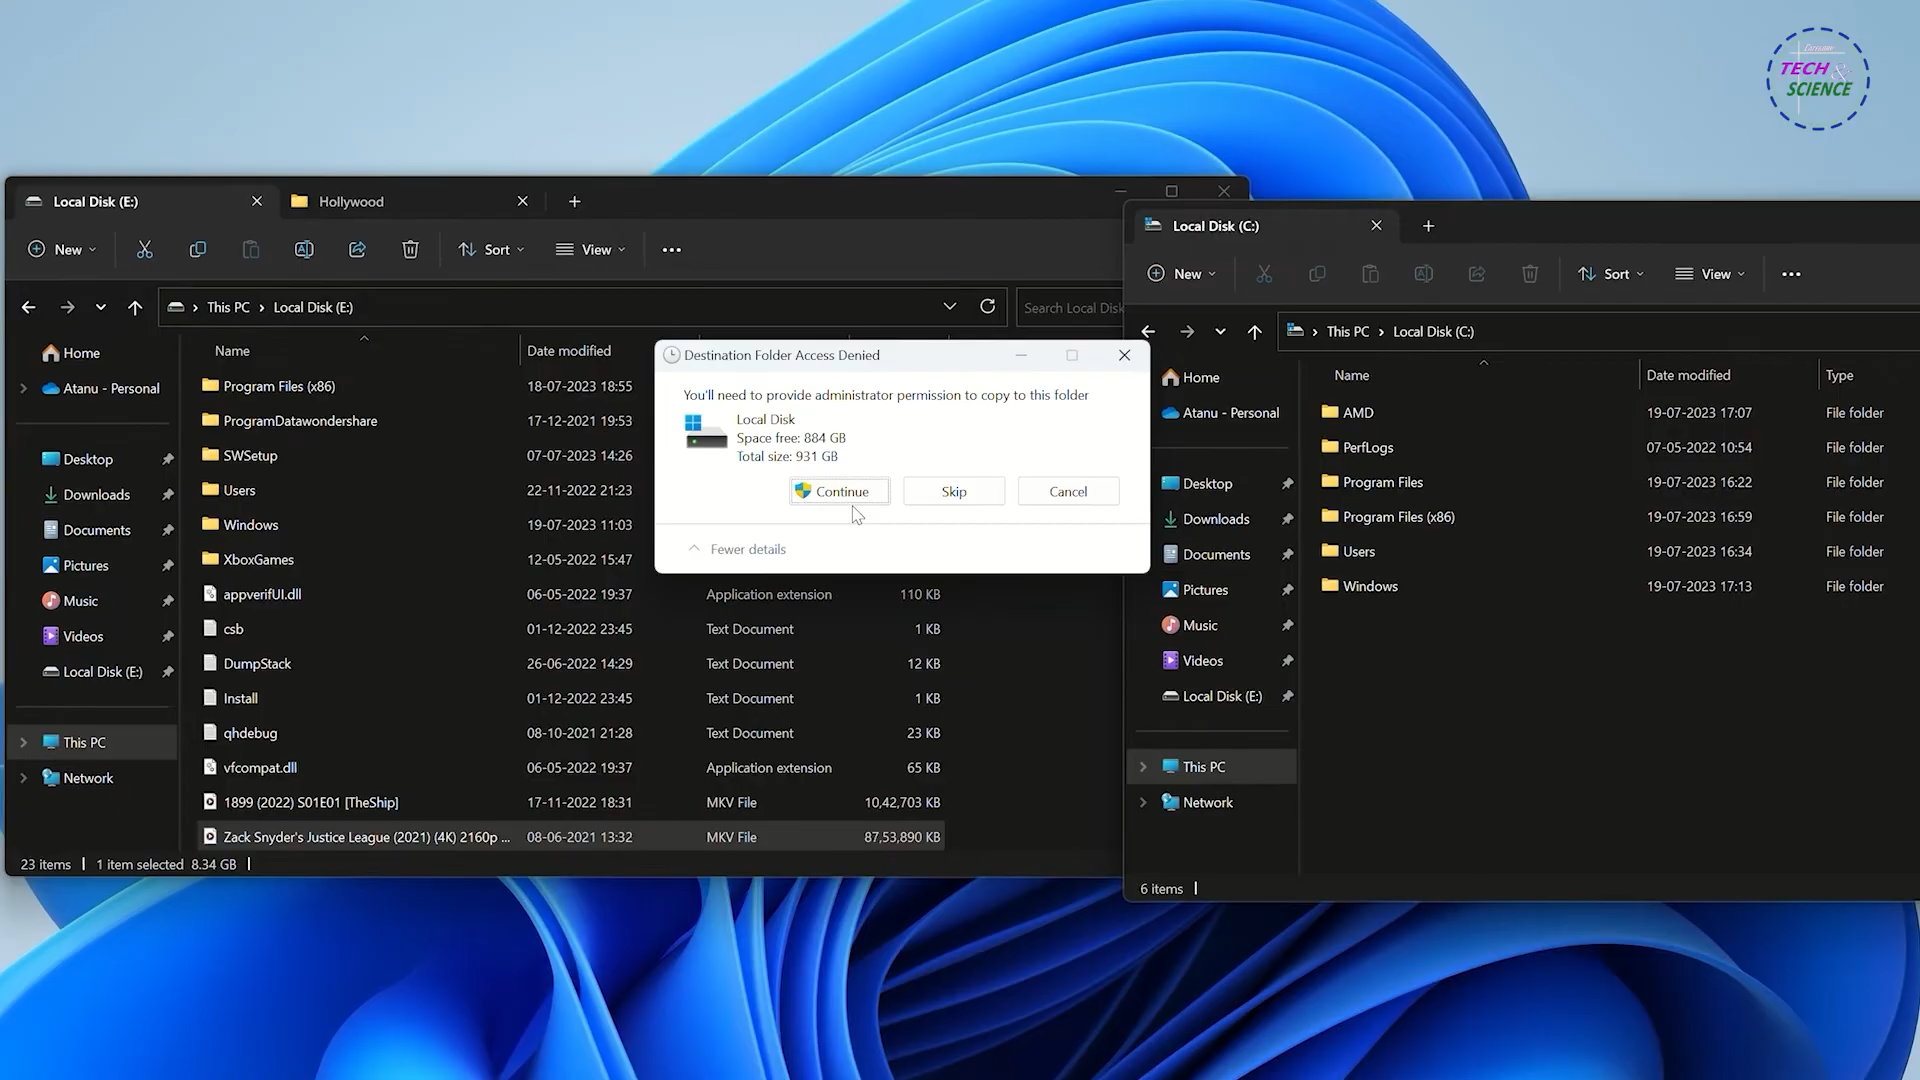 TECH &
SCIENCE
Local Disk (E:)
Hollywood
New
Sort
View
This PC
Local Disk (E:)
Search Local Disk
Home
Atanu - Personal
Desktop
Downloads
Documents
Pictures
Music
Videos
Local Disk (E:)
This PC
Network
Name
Date modified
Program Files (x86) 18-07-2023 18:55
ProgramDatawondershare 17-12-2021 19:53
SWSetup 07-07-2023 14:26
Users 22-11-2022 21:23
Windows 19-07-2023 11:03
XboxGames 12-05-2022 15:47
appverifUI.dll 06-05-2022 19:37 Application extension 110 KB
csb 01-12-2022 23:45 Text Document 1 KB
DumpStack 26-06-2022 14:29 Text Document 12 KB
Install 01-12-2022 23:45 Text Document 1 KB
qhdebug 08-10-2021 21:28 Text Document 23 KB
vfcompat.dll 06-05-2022 19:37 Application extension 65 KB
1899 (2022) S01E01 [TheShip] 17-11-2022 18:31 MKV File 10,42,703 KB
Zack Snyder's Justice League (2021) (4K) 2160p ... 08-06-2021 13:32 MKV File 87,53,890 KB
23 items 1 item selected 8.34 GB
Destination Folder Access Denied
You'll need to provide administrator permission to copy to this folder
Local Disk
Space free: 884 GB
Total size: 931 GB
Continue
Skip
Cancel
Fewer details
Local Disk (C:)
New
Sort
View
This PC
Local Disk (C:)
Home
Atanu - Personal
Desktop
Downloads
Documents
Pictures
Music
Videos
Local Disk (E:)
This PC
Network
Name Date modified Type
AMD 19-07-2023 17:07 File folder
PerfLogs 07-05-2022 10:54 File folder
Program Files 19-07-2023 16:22 File folder
Program Files (x86) 19-07-2023 16:59 File folder
Users 19-07-2023 16:34 File folder
Windows 19-07-2023 17:13 File folder
6 items